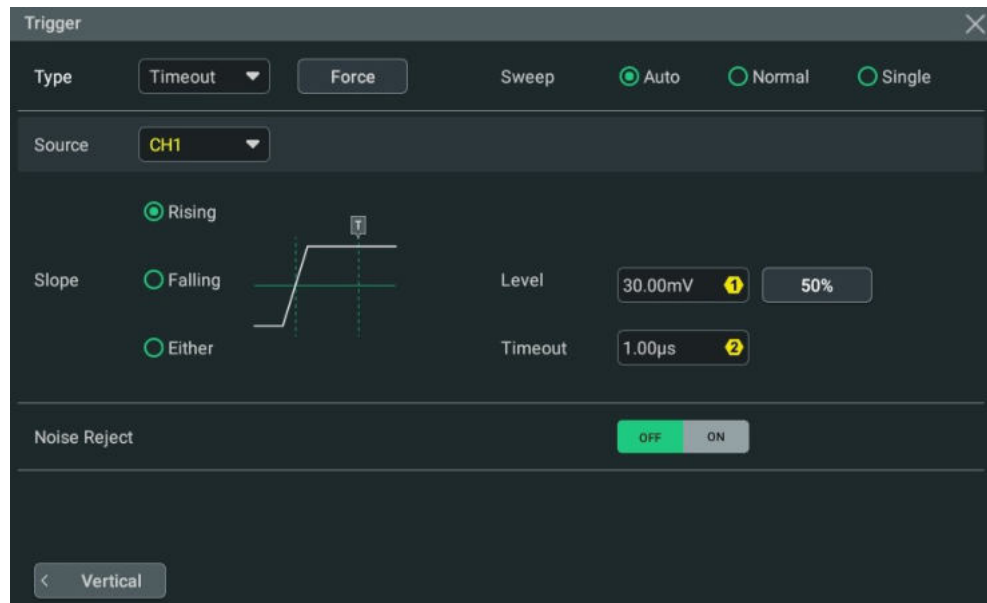 Trigger
Type Timeout Force Sweep Auto Normal Single
Source CH1
Rising
T
Slope Falling Level 30.00mV 1 50%
Either Timeout 1.00µs 2
Noise Reject OFF ON
< Vertical